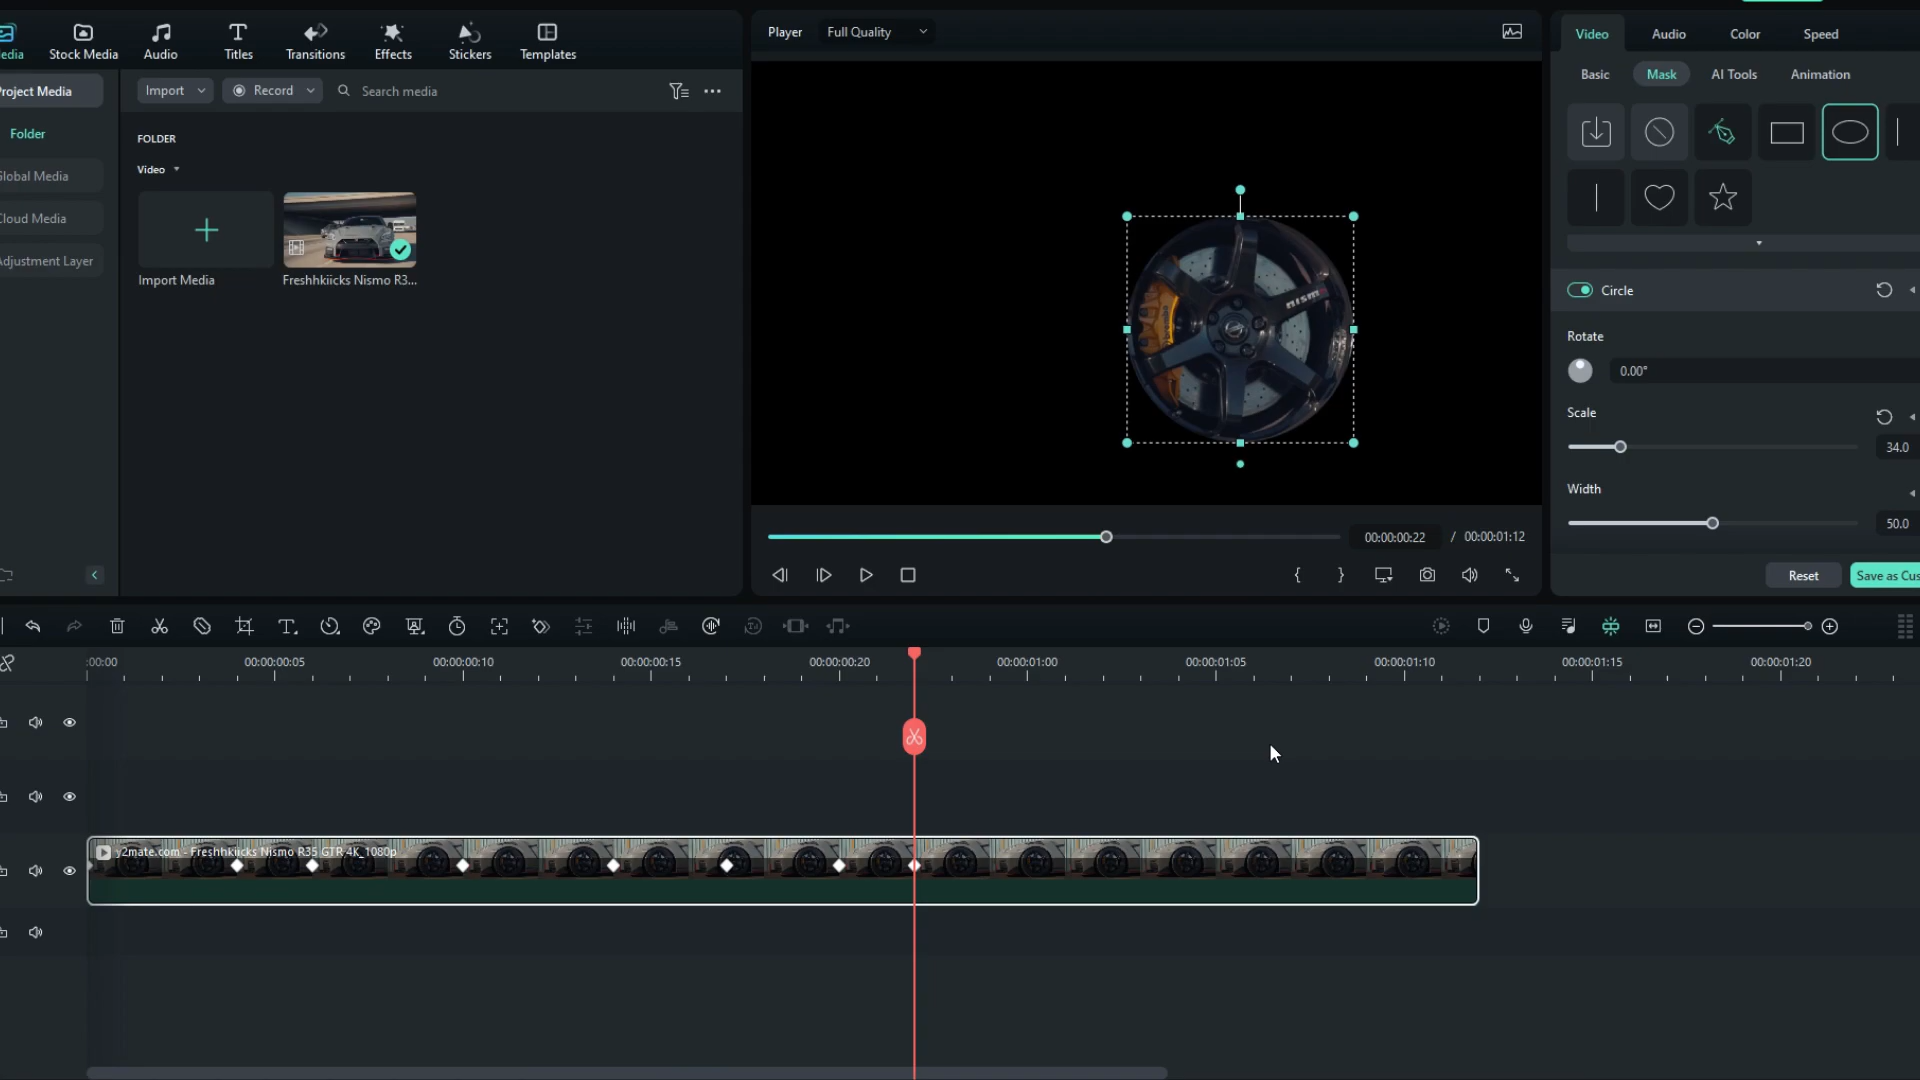 edia
Stock Media
Audio
Titles
Transitions
Effects
Stickers
Templates
Project Media
Import
Record
Search media
Folder
FOLDER
Global Media
Video
Cloud Media
Adjustment Layer
Import Media
Freshhkiicks Nismo R3...
Player
Full Quality
nismo
00:00:00:22 / 00:00:01:12
Video
Audio
Color
Speed
Basic
Mask
AI Tools
Animation
Circle
Rotate
0.00°
Scale
34.0
Width
50.0
Reset
Save as Cus
:00:00
00:00:00:05
00:00:00:10
00:00:00:15
00:00:00:20
00:00:01:00
00:00:01:05
00:00:01:10
00:00:01:15
00:00:01:20
y2mate.com - Freshhkiicks Nismo R35 GTR 4K_1080p